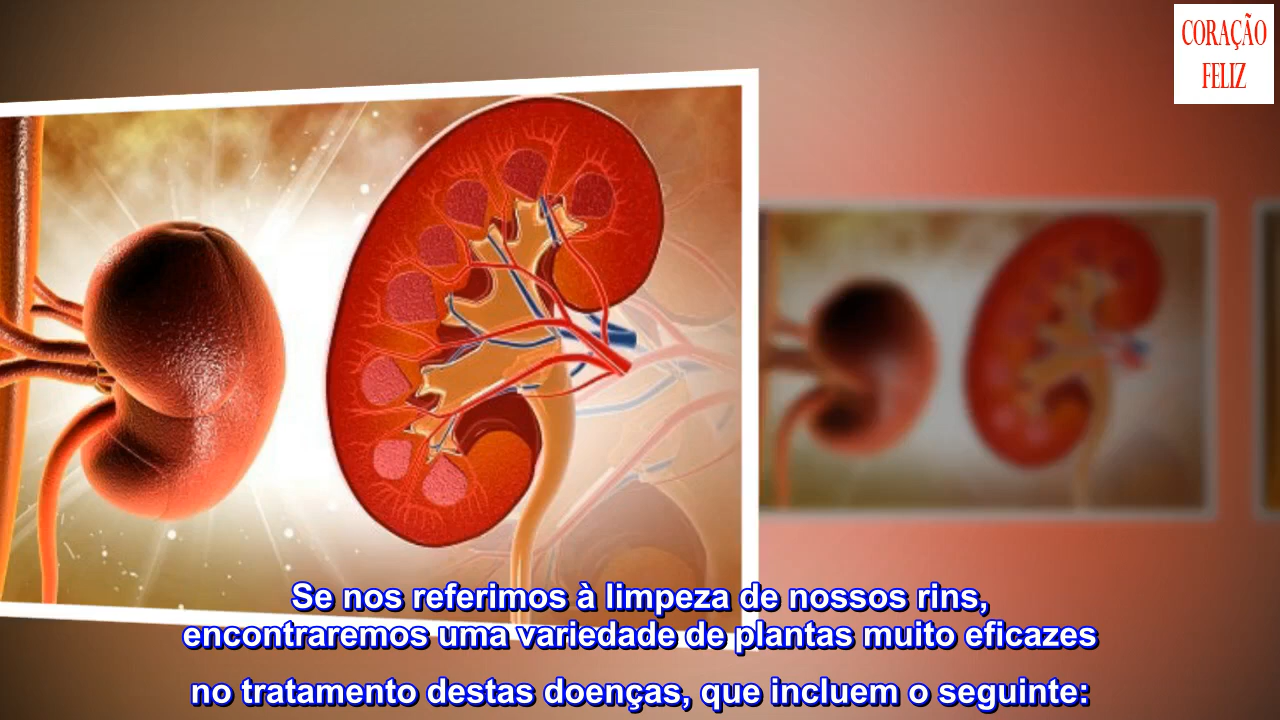 CORAÇÃO
FELIZ
Se nos referimos à limpeza de nossos rins,
encontraremos uma variedade de plantas muito eficazes
no tratamento destas doenças, que incluem o seguinte: